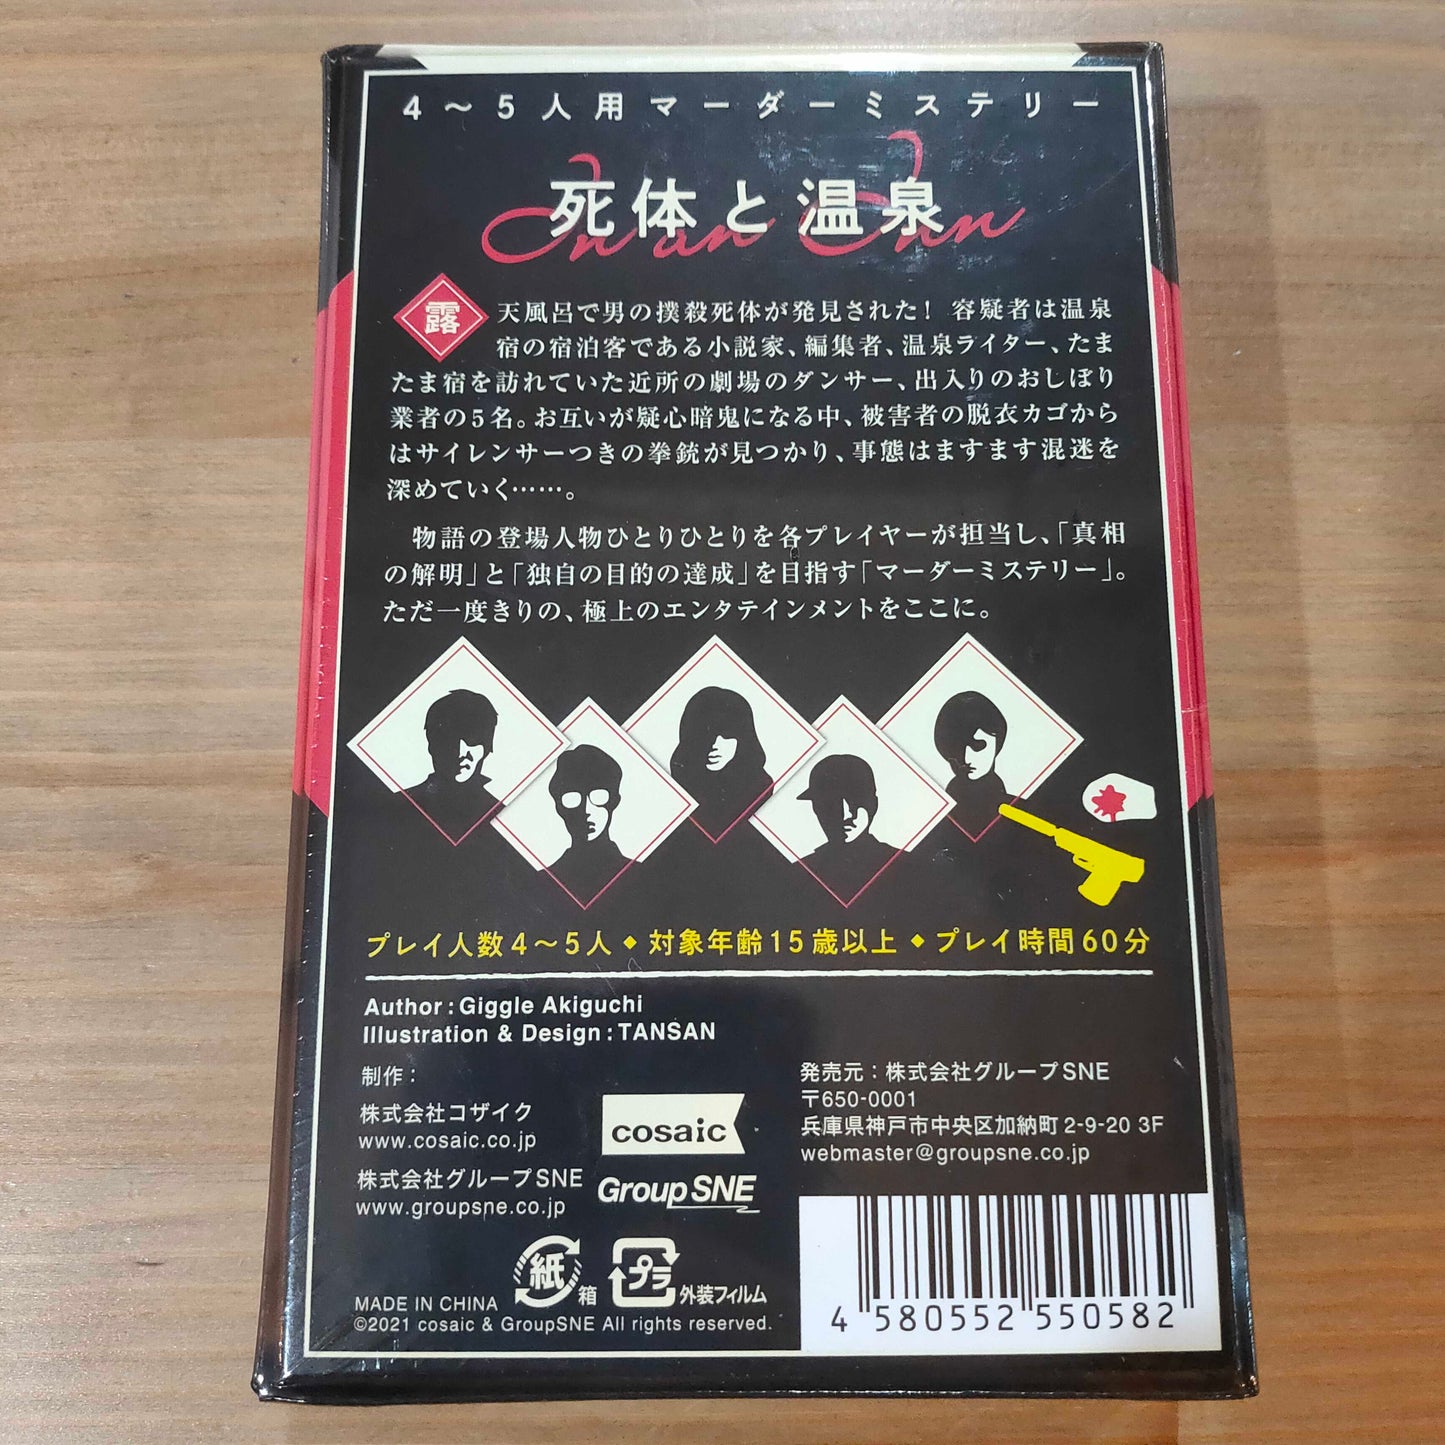 4～5人用マーダーミステリー
In an Inn
死体と温泉
露天風呂で男の撲殺死体が発見された！ 容疑者は温泉
宿の宿泊客である小説家、編集者、温泉ライター、たま
たま宿を訪れていた近所の劇場のダンサー、出入りのおしぼり
業者の5名。お互いが疑心暗鬼になる中、被害者の脱衣カゴから
はサイレンサーつきの拳銃が見つかり、事態はますます混迷を
深めていく……。
物語の登場人物ひとりひとりを各プレイヤーが担当し、「真相
の解明」と「独自の目的の達成」を目指す「マーダーミステリー」。
ただ一度きりの、極上のエンタテインメントをここに。
プレイ人数4～5人◆対象年齢15歳以上◆プレイ時間60分
Author : Giggle Akiguchi
Illustration & Design : TANSAN
制作：
株式会社コザイク
www.cosaic.co.jp
cosaic
株式会社グループSNE
www.groupsne.co.jp
Group SNE
発売元：株式会社グループSNE
〒650-0001
兵庫県神戸市中央区加納町2-9-20 3F
webmaster@groupsne.co.jp
紙 箱
プラ 外装フィルム
MADE IN CHINA
©2021 cosaic & GroupSNE All rights reserved.
4 580552 550582